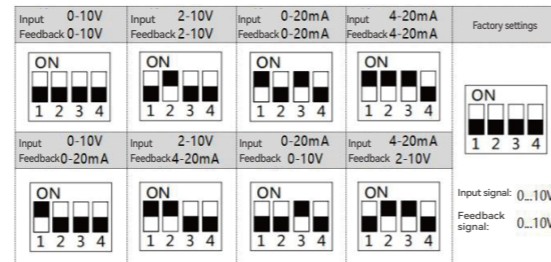 Input 0-10V
Feedback 0-10V
Input 2-10V
Feedback 2-10V
Input 0-20mA
Feedback 0-20mA
Input 4-20mA
Feedback 4-20mA
Factory settings
ON
1 2 3 4
ON
1 2 3 4
ON
1 2 3 4
ON
1 2 3 4
ON
1 2 3 4
Input 0-10V
Feedback 0-20mA
Input 2-10V
Feedback 4-20mA
Input 0-20mA
Feedback 0-10V
Input 4-20mA
Feedback 2-10V
ON
1 2 3 4
ON
1 2 3 4
ON
1 2 3 4
ON
1 2 3 4
Input signal: 0...10V
Feedback
signal: 0...10V